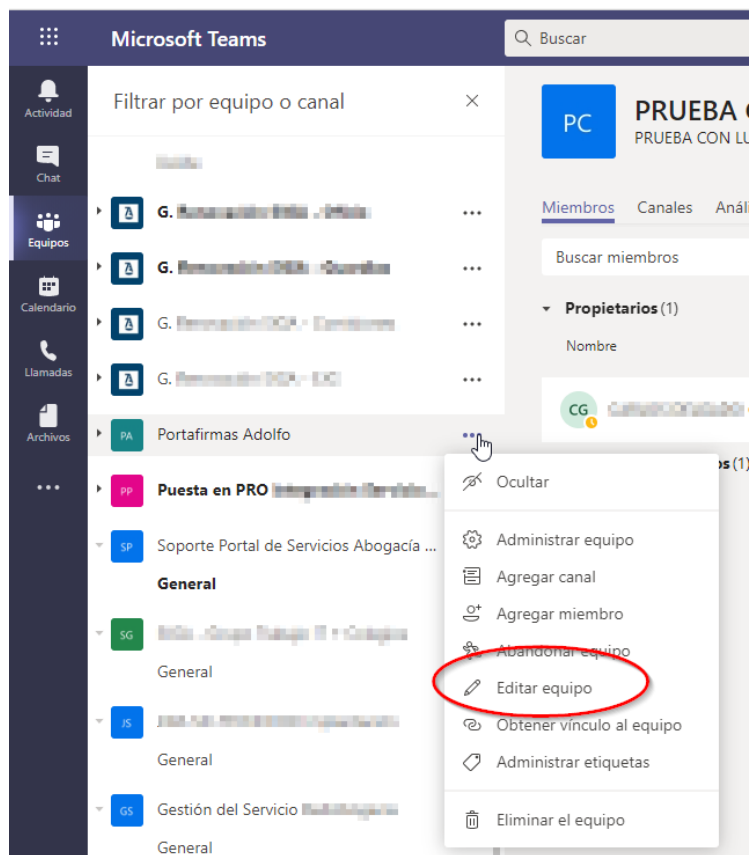 Microsoft Teams
Buscar
Actividad
Chat
Equipos
Calendario
Llamadas
Archivos
Filtrar por equipo o canal
G.
G.
G.
G.
PA
Portafirmas Adolfo
PP
Puesta en PRO
SP
Soporte Portal de Servicios Abogacía ...
General
SG
General
JS
General
GS
Gestión del Servicio
General
PC
PRUEBA
PRUEBA CON LU
Miembros
Canales
Anál
Buscar miembros
Propietarios (1)
Nombre
CG
os (1)
Ocultar
Administrar equipo
Agregar canal
Agregar miembro
Abandonar equipo
Editar equipo
Obtener vínculo al equipo
Administrar etiquetas
Eliminar el equipo